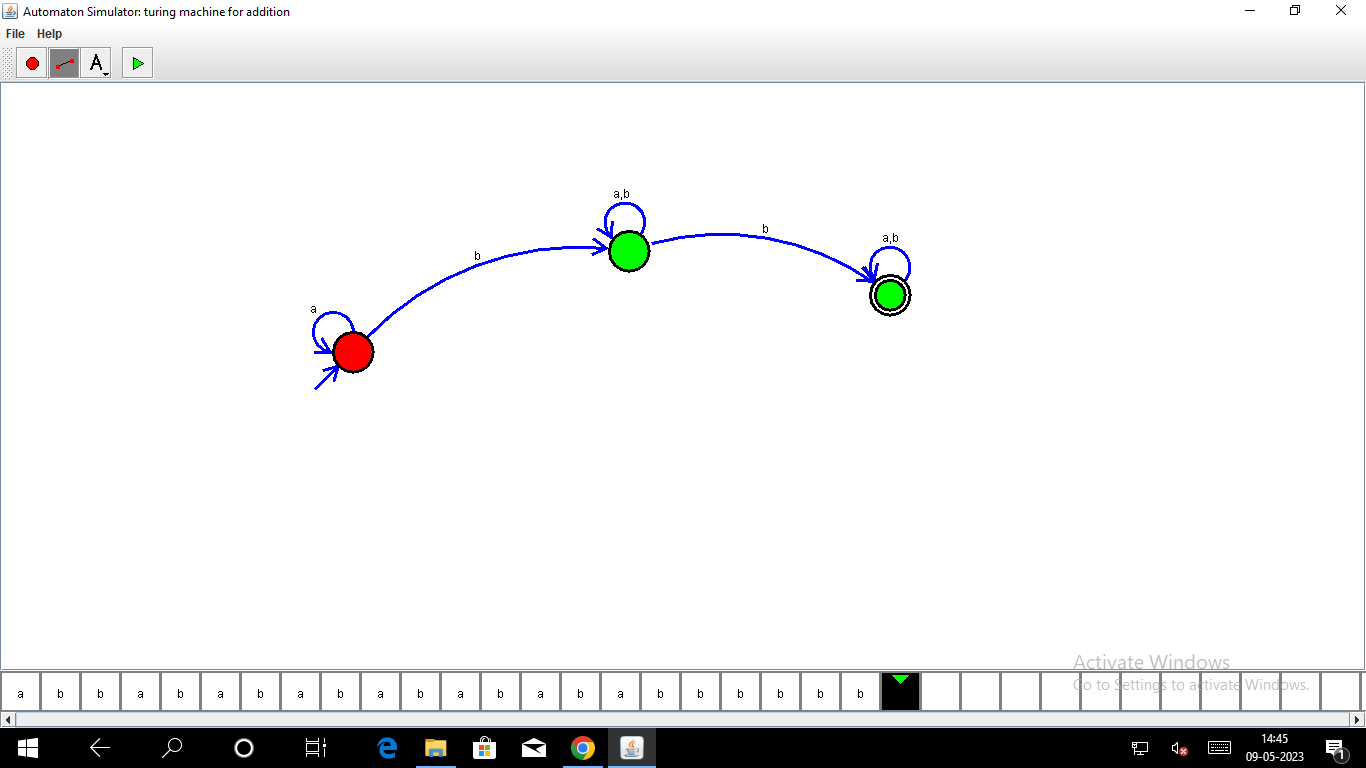 Automaton Simulator: turing machine for addition
File Help
A
a,b
b
a,b
b
a
a b b a b a b a b a b a b a b a b b b b b
Activate Windows
Go to Settings to activate Windows.
14:45
09-05-2023
1